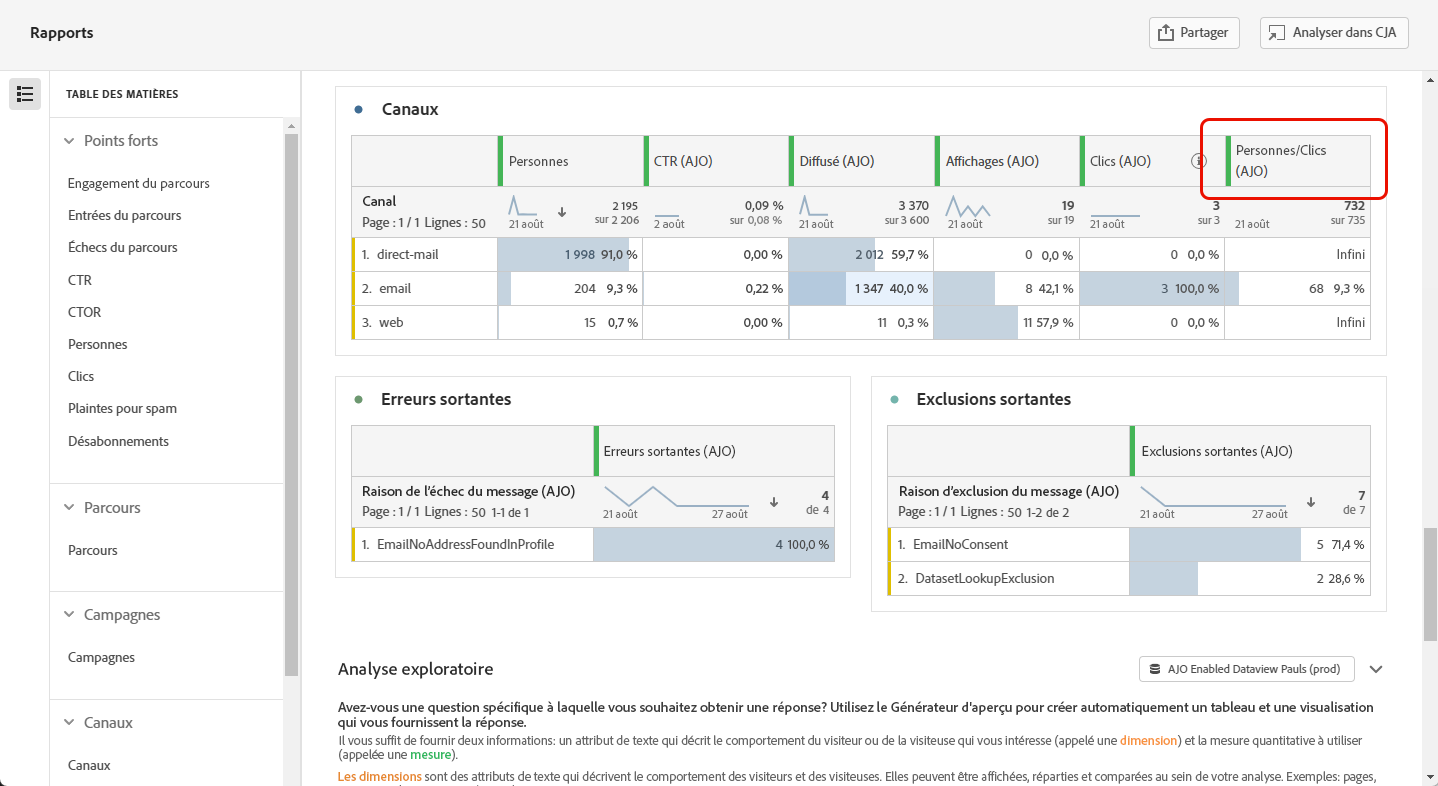 Rapports
Partager
Analyser dans CJA
TABLE DES MATIÈRES
Points forts
Engagement du parcours
Entrées du parcours
Échecs du parcours
CTR
CTOR
Personnes
Clics
Plaintes pour spam
Désabonnements
Parcours
Parcours
Campagnes
Campagnes
Canaux
Canaux
Canaux
Personnes CTR (AJO) Diffusé (AJO) Affichages (AJO) Clics (AJO) Personnes/Clics
(AJO)
Canal 2 195 0,09 % 3 370 19 3 732
Page : 1 / 1 Lignes : 50 21 août sur 2 206 2 août sur 0,08 % 21 août sur 3 600 21 août sur 19 21 août sur 3 21 août sur 735
1. direct-mail 1 998 91,0 % 0,00 % 2 012 59,7 % 0 0,0 % 0 0,0 % Infini
2. email 204 9,3 % 0,22 % 1 347 40,0 % 8 42,1 % 3 100,0 % 68 9,3 %
3. web 15 0,7 % 0,00 % 11 0,3 % 11 57,9 % 0 0,0 % Infini
Erreurs sortantes
Erreurs sortantes (AJO)
Raison de l'échec du message (AJO) 4
Page : 1 / 1 Lignes : 50 1-1 de 1 21 août 27 août de 4
1. EmailNoAddressFoundInProfile 4 100,0 %
Exclusions sortantes
Exclusions sortantes (AJO)
Raison d'exclusion du message (AJO) 7
Page : 1 / 1 Lignes : 50 1-2 de 2 21 août 27 août de 7
1. EmailNoConsent 5 71,4 %
2. DatasetLookupExclusion 2 28,6 %
Analyse exploratoire
AJO Enabled Dataview Pauls (prod)
Avez-vous une question spécifique à laquelle vous souhaitez obtenir une réponse? Utilisez le Générateur d'aperçu pour créer automatiquement un tableau et une visualisation
qui vous fournissent la réponse.
Il vous suffit de fournir deux informations: un attribut de texte qui décrit le comportement du visiteur ou de la visiteuse qui vous intéresse (appelé une dimension) et la mesure quantitative à utiliser
(appelée une mesure).
Les dimensions sont des attributs de texte qui décrivent le comportement des visiteurs et des visiteuses. Elles peuvent être affichées, réparties et comparées au sein de votre analyse. Exemples: pages,